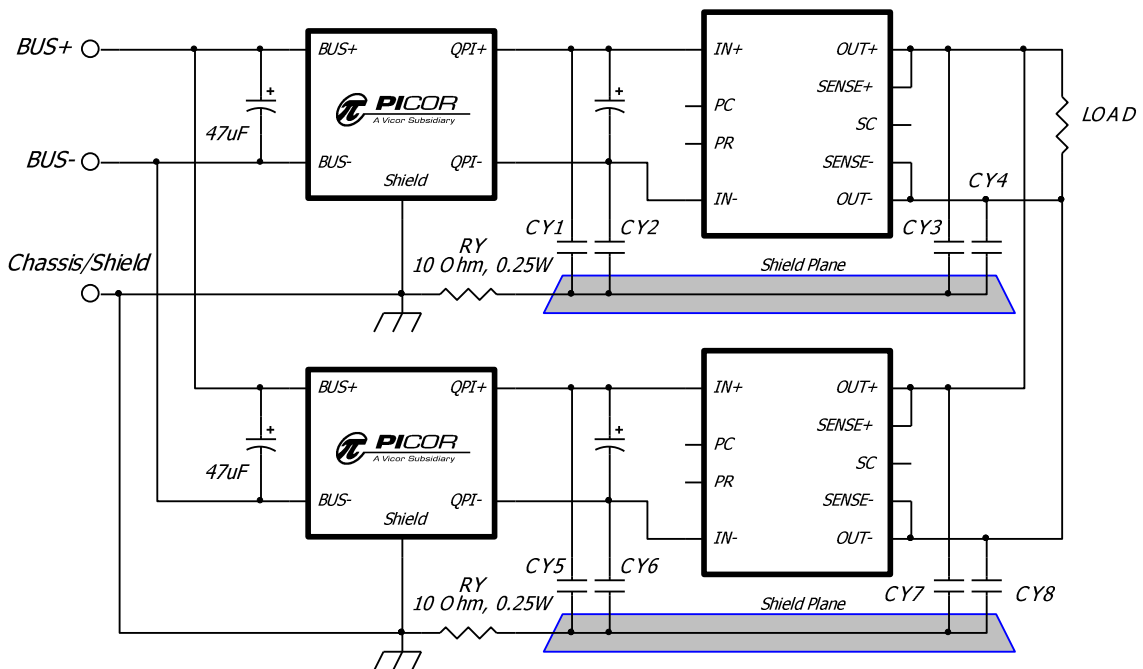 BUS+
BUS-
Chassis/Shield
47uF
+
BUS+
QPI+
π PICOR
A Vicor Subsidiary
BUS-
QPI-
Shield
+
IN+
OUT+
SENSE+
PC
SC
PR
SENSE-
IN-
OUT-
LOAD
CY1
CY2
CY3
CY4
RY
10 Ohm, 0.25W
Shield Plane
47uF
+
BUS+
QPI+
π PICOR
A Vicor Subsidiary
BUS-
QPI-
Shield
+
IN+
OUT+
SENSE+
PC
SC
PR
SENSE-
IN-
OUT-
CY5
CY6
CY7
CY8
RY
10 Ohm, 0.25W
Shield Plane